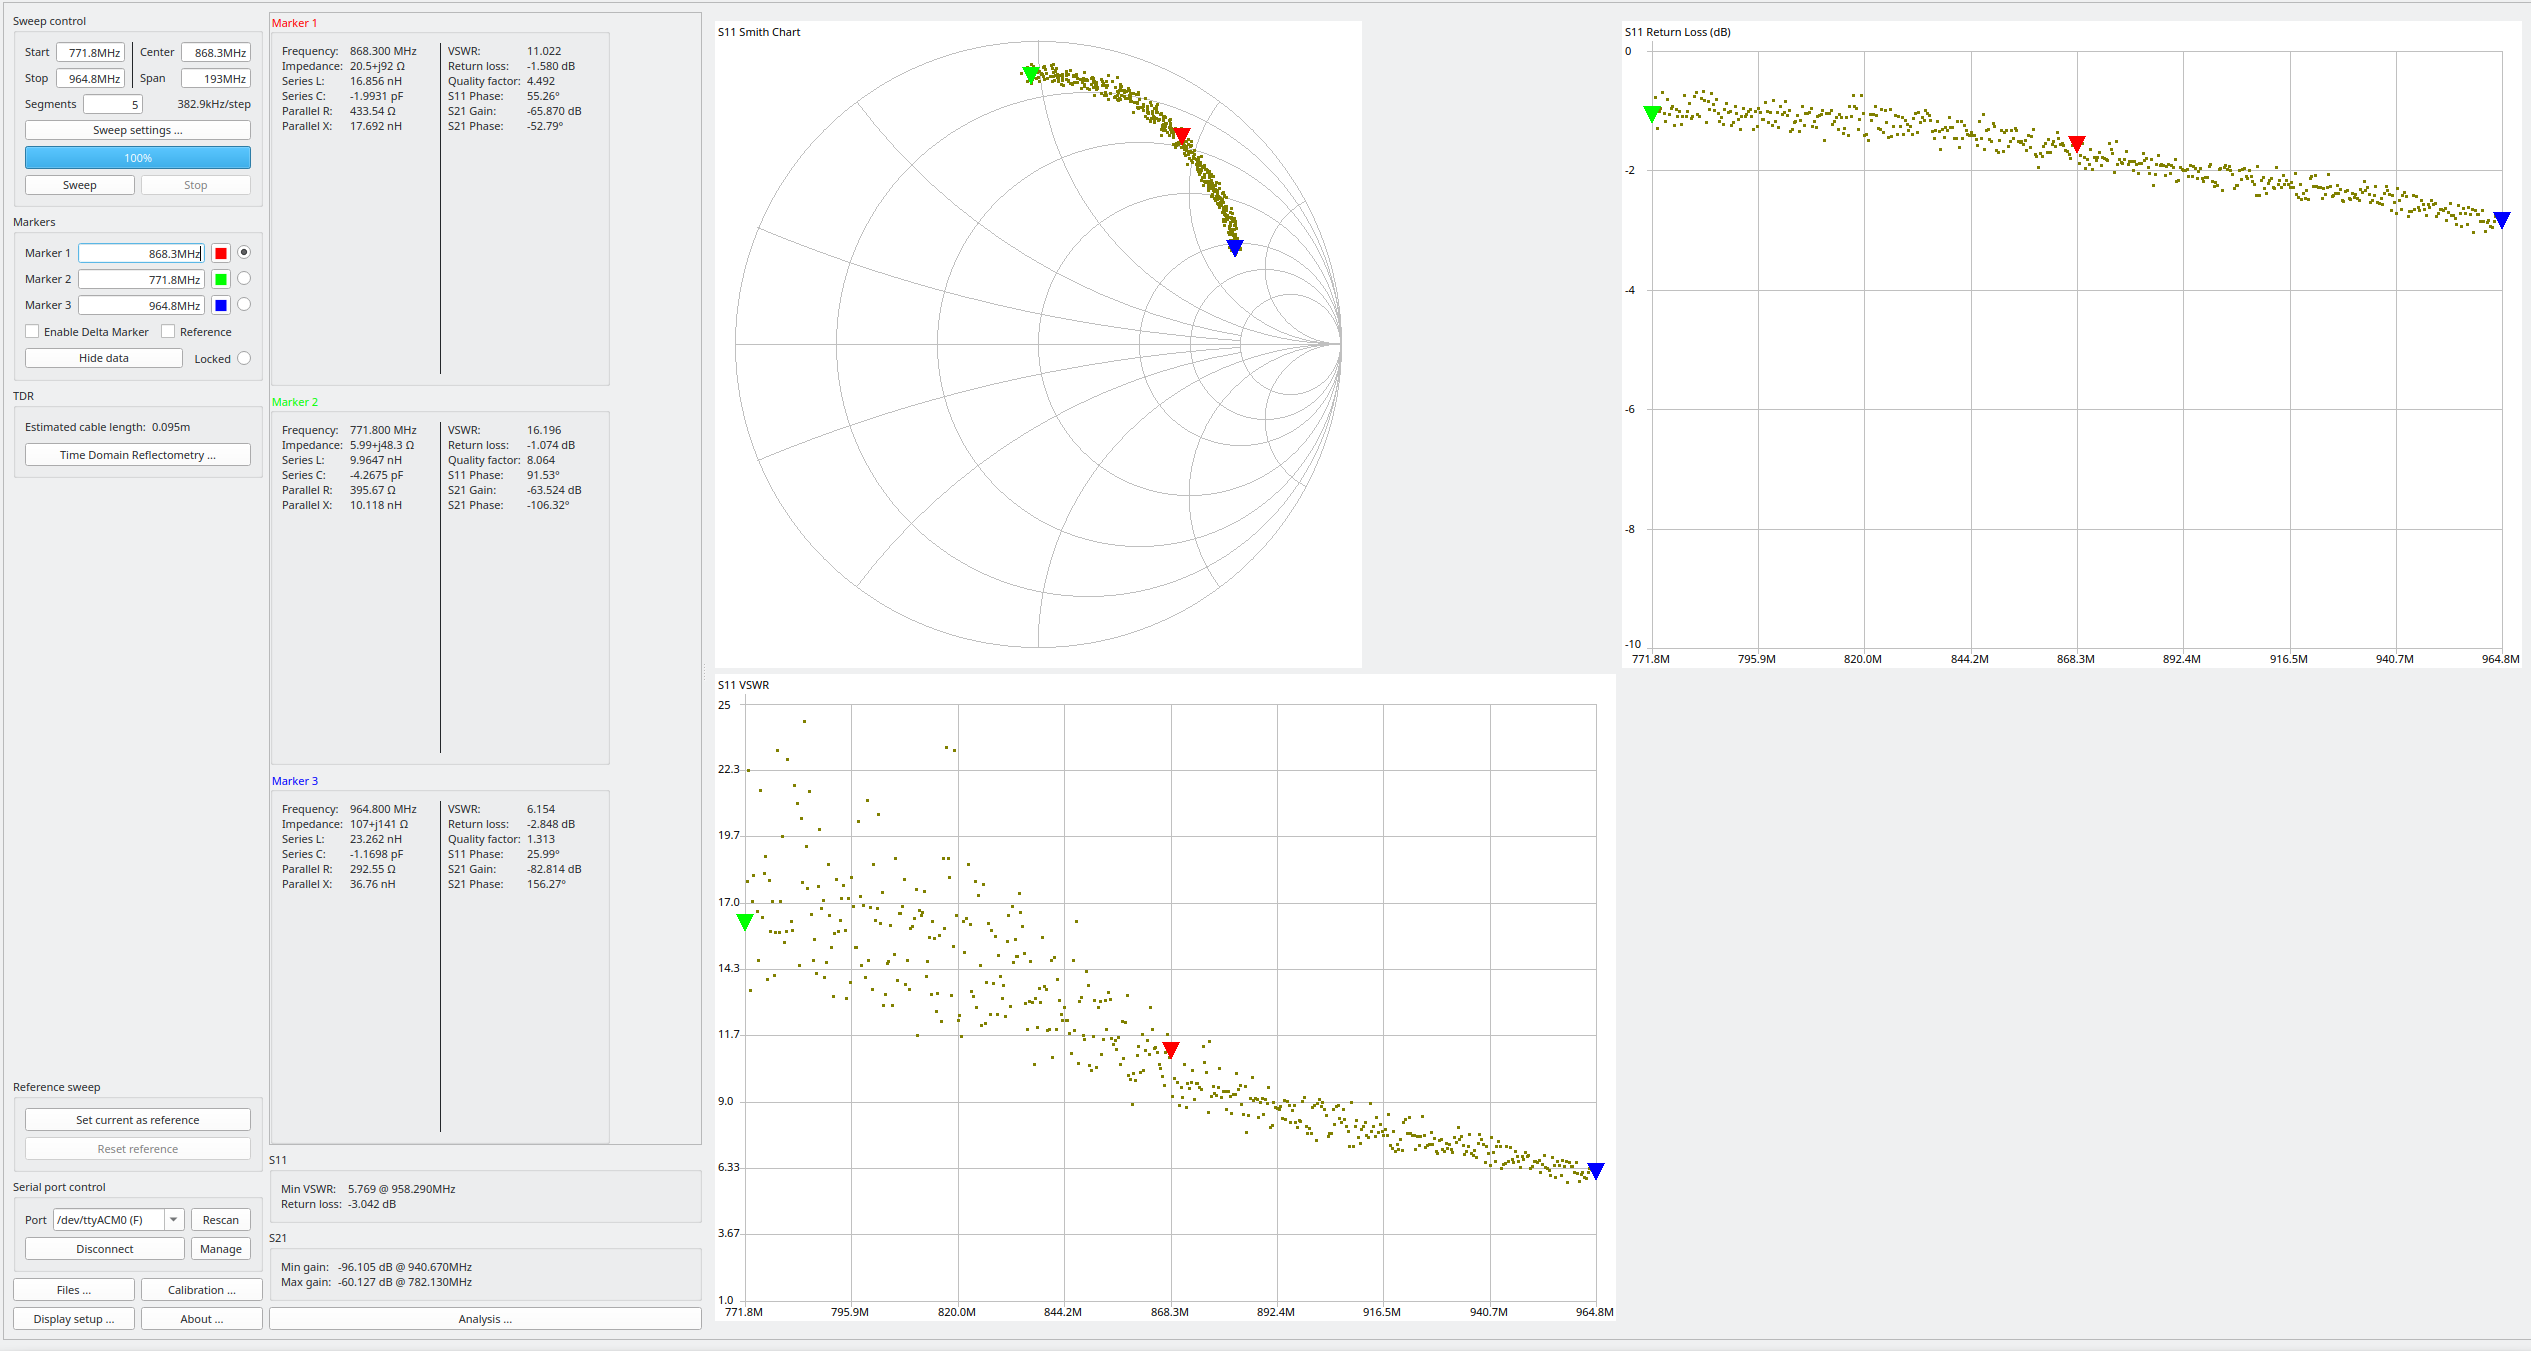 Sweep control
Start 771.8MHz Center 868.3MHz
Stop 964.8MHz Span 193MHz
Segments 5 382.9kHz/step
Sweep settings ...
100%
Sweep Stop
Markers
Marker 1 868.3MHz
Marker 2 771.8MHz
Marker 3 964.8MHz
Enable Delta Marker Reference
Hide data Locked
TDR
Estimated cable length: 0.095m
Time Domain Reflectometry ...
Reference sweep
Set current as reference
Reset reference
Serial port control
Port /dev/ttyACM0 (F) Rescan
Disconnect Manage
Files ... Calibration ...
Display setup ... About ...
Marker 1
Frequency: 868.300 MHz VSWR: 11.022
Impedance: 20.5+j92 Ω Return loss: -1.580 dB
Series L: 16.856 nH Quality factor: 4.492
Series C: -1.9931 pF S11 Phase: 55.26°
Parallel R: 433.54 Ω S21 Gain: -65.870 dB
Parallel X: 17.692 nH S21 Phase: -52.79°
Marker 2
Frequency: 771.800 MHz VSWR: 16.196
Impedance: 5.99+j48.3 Ω Return loss: -1.074 dB
Series L: 9.9647 nH Quality factor: 8.064
Series C: -4.2675 pF S11 Phase: 91.53°
Parallel R: 395.67 Ω S21 Gain: -63.524 dB
Parallel X: 10.118 nH S21 Phase: -106.32°
Marker 3
Frequency: 964.800 MHz VSWR: 6.154
Impedance: 107+j141 Ω Return loss: -2.848 dB
Series L: 23.262 nH Quality factor: 1.313
Series C: -1.1698 pF S11 Phase: 25.99°
Parallel R: 292.55 Ω S21 Gain: -82.814 dB
Parallel X: 36.76 nH S21 Phase: 156.27°
S11
Min VSWR: 5.769 @ 958.290MHz
Return loss: -3.042 dB
S21
Min gain: -96.105 dB @ 940.670MHz
Max gain: -60.127 dB @ 782.130MHz
Analysis ...
S11 Smith Chart
S11 Return Loss (dB)
0
-2
-4
-6
-8
-10
771.8M 795.9M 820.0M 844.2M 868.3M 892.4M 916.5M 940.7M 964.8M
S11 VSWR
25
22.3
19.7
17.0
14.3
11.7
9.0
6.33
3.67
1.0
771.8M 795.9M 820.0M 844.2M 868.3M 892.4M 916.5M 940.7M 964.8M